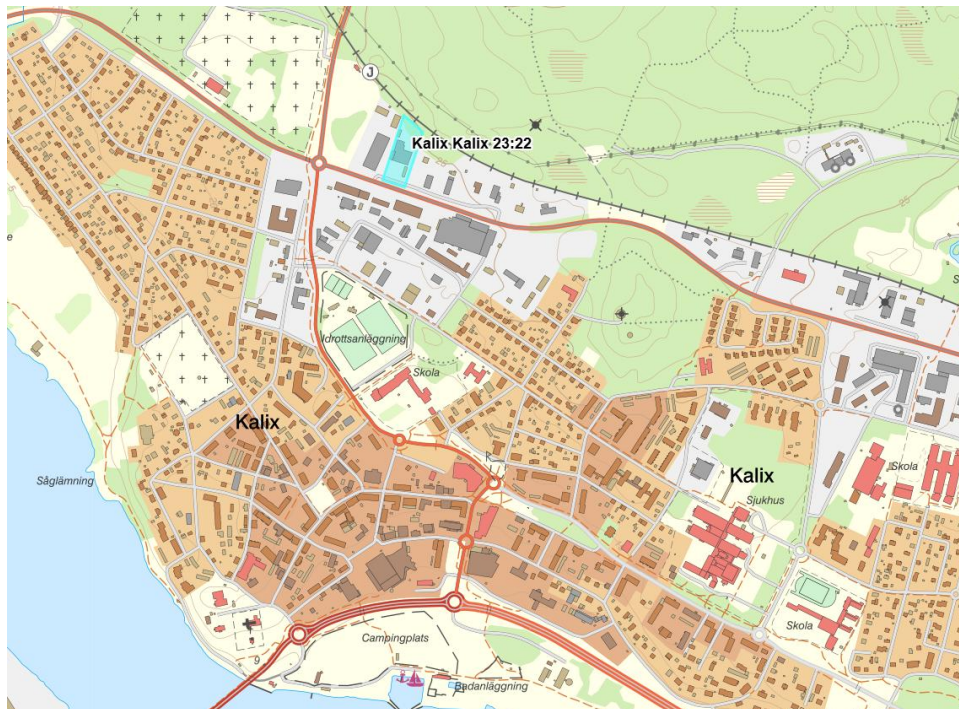 J
Kalix Kalix 23:22
e
Idrottsanläggning
Skola
Kalix
Såglämning
Kalix
Sjukhus
Skola
S
Skola
9
Campingplats
Badanläggning